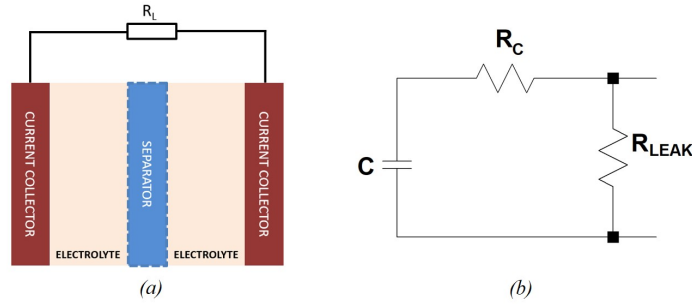 R_L
CURRENT COLLECTOR
SEPARATOR
CURRENT COLLECTOR
ELECTROLYTE
ELECTROLYTE
(a)
R_C
C
R_LEAK
(b)